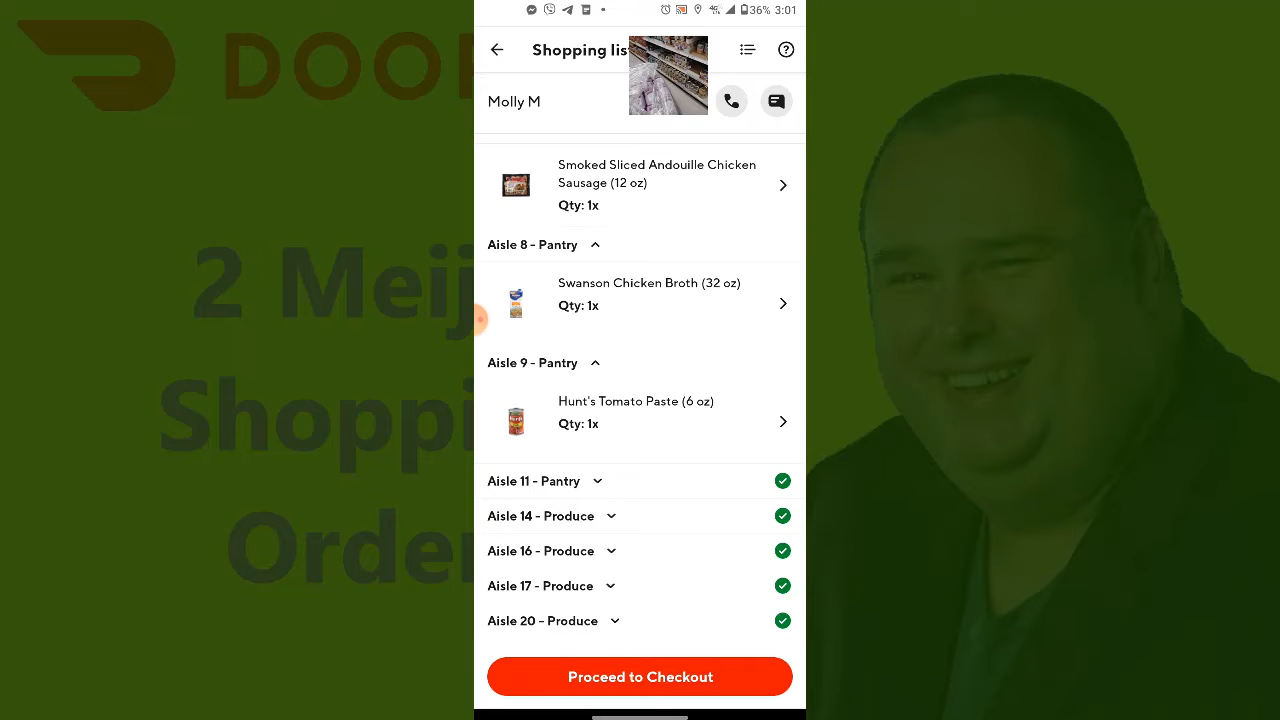 36% 3:01
Shopping lis
Molly M
DOO
Smoked Sliced Andouille Chicken
Sausage (12 oz)
Qty: 1x
Aisle 8 - Pantry
2 Meij
Swanson Chicken Broth (32 oz)
Qty: 1x
Aisle 9 - Pantry
Shoppi
Hunt's Tomato Paste (6 oz)
Qty: 1x
Aisle 11 - Pantry
Aisle 14 - Produce
Order
Aisle 16 - Produce
Aisle 17 - Produce
Aisle 20 - Produce
Proceed to Checkout